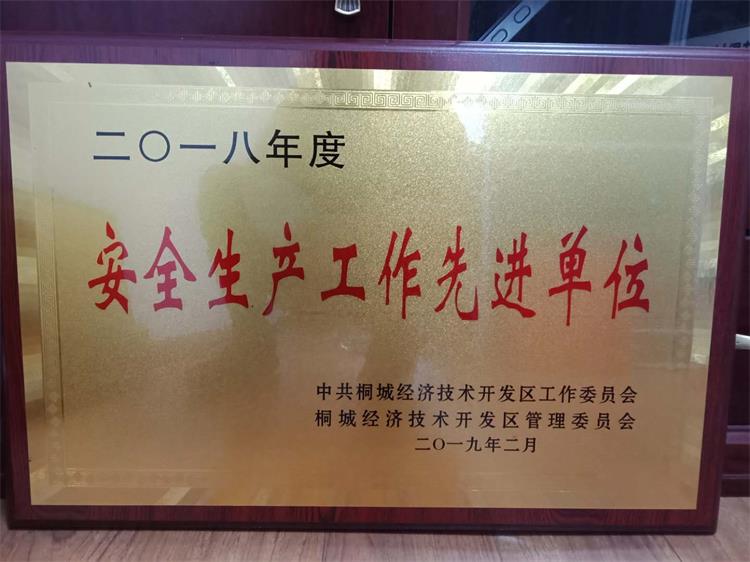 二〇一八年度
安全生产工作先进单位
中共桐城经济技术开发区工作委员会
桐城经济技术开发区管理委员会
二〇一九年二月